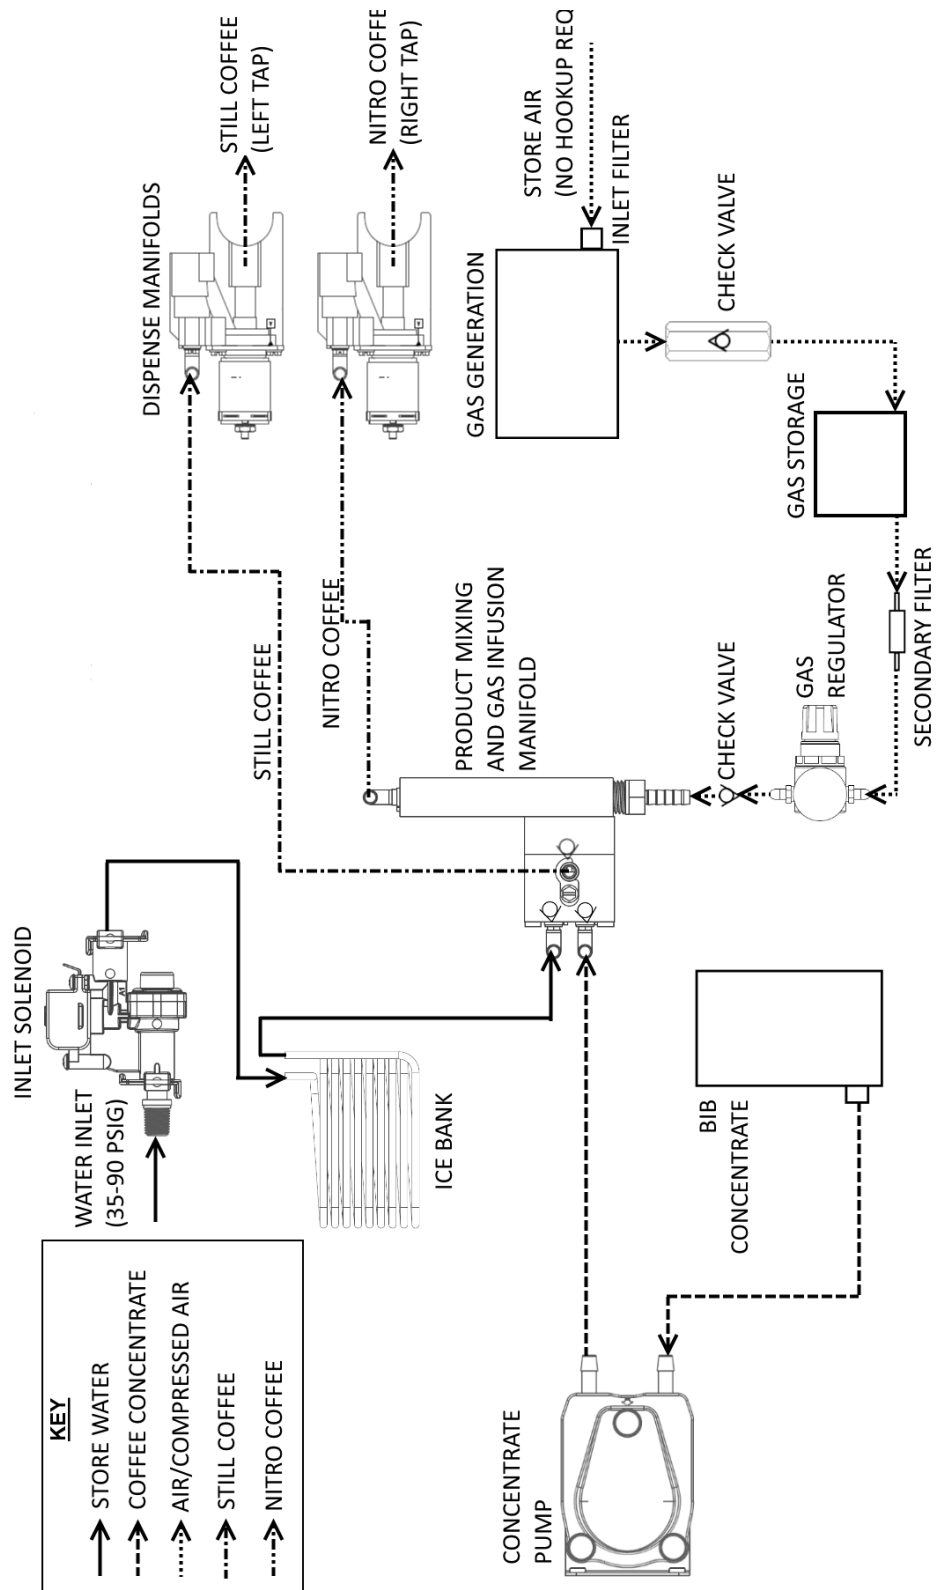 KEY
STORE WATER
COFFEE CONCENTRATE
AIR/COMPRESSED AIR
STILL COFFEE
NITRO COFFEE
INLET SOLENOID
WATER INLET
(35-90 PSIG)
ICE BANK
CONCENTRATE
PUMP
BIB
CONCENTRATE
STILL COFFEE
NITRO COFFEE
PRODUCT MIXING
AND GAS INFUSION
MANIFOLD
CHECK VALVE
GAS
REGULATOR
SECONDARY FILTER
GAS STORAGE
CHECK VALVE
GAS GENERATION
INLET FILTER
STORE AIR
(NO HOOKUP REQ
DISPENSE MANIFOLDS
STILL COFFEE
(LEFT TAP)
NITRO COFFE
(RIGHT TAP)